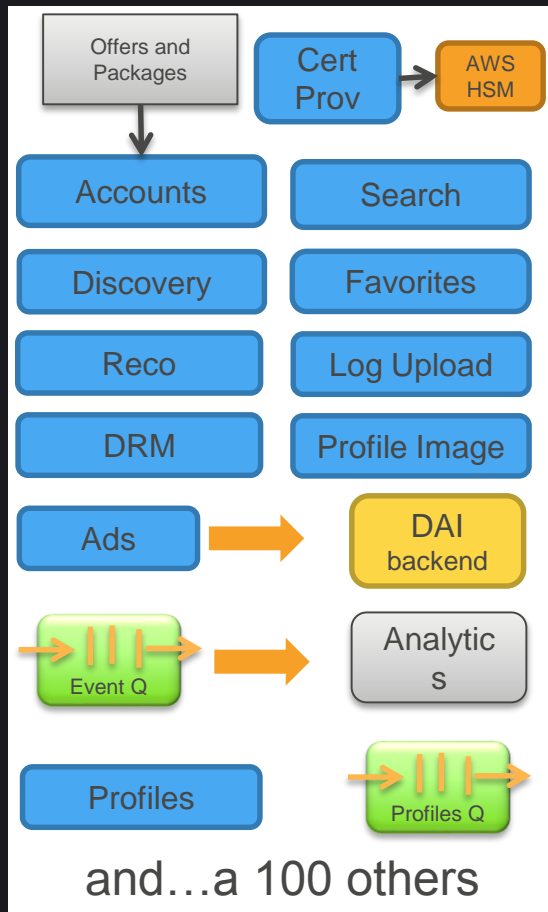 Offers and
Packages
Cert
Prov
AWS
HSM
Accounts
Search
Discovery
Favorites
Reco
Log Upload
DRM
Profile Image
Ads
DAI
backend
Event Q
Analytic
s
Profiles
Profiles Q
and…a 100 others